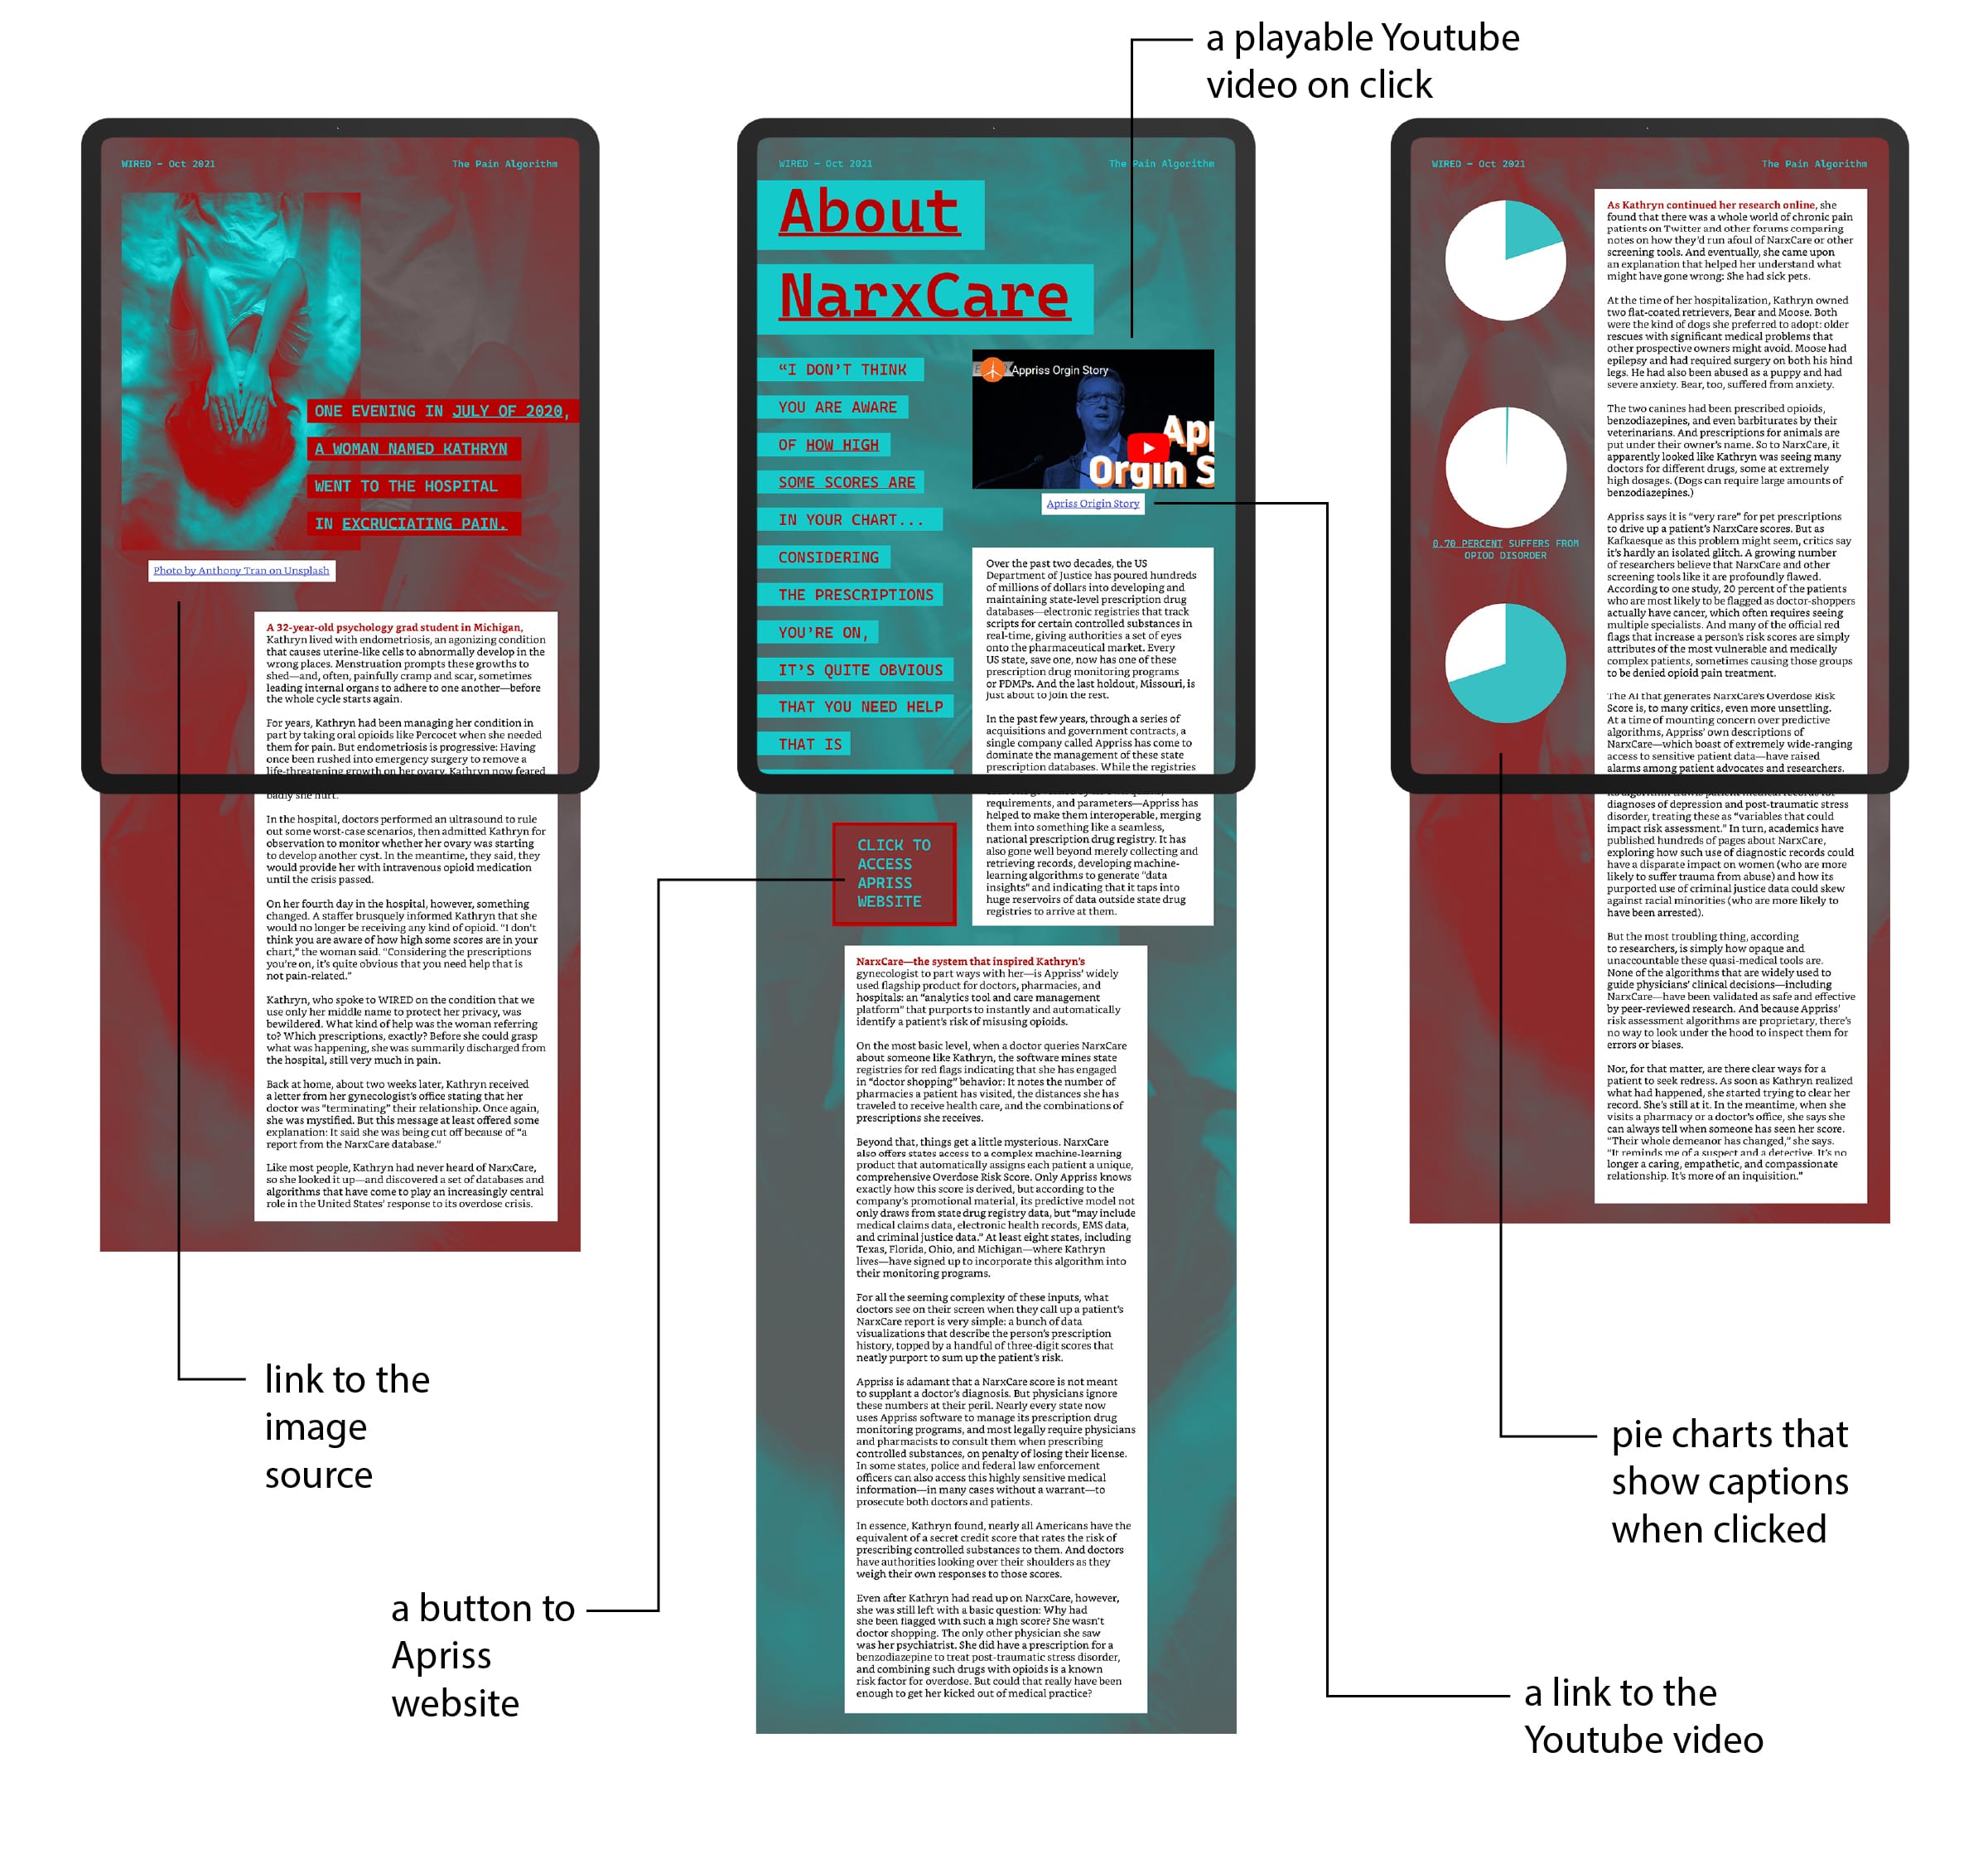 a playable Youtube
video on click
WIRED – Oct 2021
The Pain Algorithm
ONE EVENING IN JULY OF 2020,
A WOMAN NAMED KATHRYN
WENT TO THE HOSPITAL
IN EXCRUCIATING PAIN.
Photo by Anthony Tran on Unsplash
A 32-year-old psychology grad student in Michigan,
Kathryn lived with endometriosis, an agonizing condition
that causes uterine-like cells to abnormally develop in the
wrong places. Menstruation prompts these growths to
shed—and, often, painfully cramp and scar, sometimes
leading internal organs to adhere to one another—before
the whole cycle starts again.
For years, Kathryn had been managing her condition in
part by taking oral opioids like Percocet when she needed
them for pain. But endometriosis is progressive: Having
once been rushed into emergency surgery to remove a
life-threatening growth on her ovary, Kathryn now feared
badly she hurt.
In the hospital, doctors performed an ultrasound to rule
out some worst-case scenarios, then admitted Kathryn for
observation to monitor whether her ovary was starting
to develop another cyst. In the meantime, they said, they
would provide her with intravenous opioid medication
until the crisis passed.
On her fourth day in the hospital, however, something
changed. A staffer brusquely informed Kathryn that she
would no longer be receiving any kind of opioid. “I don’t
think you are aware of how high some scores are in your
chart,” the woman said. “Considering the prescriptions
you’re on, it’s quite obvious that you need help that is
not pain-related.”
Kathryn, who spoke to WIRED on the condition that we
use only her middle name to protect her privacy, was
bewildered. What kind of help was the woman referring
to? Which prescriptions, exactly? Before she could grasp
what was happening, she was summarily discharged from
the hospital, still very much in pain.
Back at home, about two weeks later, Kathryn received
a letter from her gynecologist’s office stating that her
doctor was “terminating” their relationship. Once again,
she was mystified. But this message at least offered some
explanation: It said she was being cut off because of “a
report from the NarxCare database.”
Like most people, Kathryn had never heard of NarxCare,
so she looked it up—and discovered a set of databases and
algorithms that have come to play an increasingly central
role in the United States’ response to its overdose crisis.
link to the
image
source
WIRED – Oct 2021
The Pain Algorithm
About
NarxCare
“I DON’T THINK
YOU ARE AWARE
OF HOW HIGH
SOME SCORES ARE
IN YOUR CHART...
CONSIDERING
THE PRESCRIPTIONS
YOU’RE ON,
IT’S QUITE OBVIOUS
THAT YOU NEED HELP
THAT IS
Appriss Orgin Story
App
Orgin S
Apriss Origin Story
Over the past two decades, the US
Department of Justice has poured hundreds
of millions of dollars into developing and
maintaining state-level prescription drug
databases—electronic registries that track
scripts for certain controlled substances in
real-time, giving authorities a set of eyes
onto the pharmaceutical market. Every
US state, save one, now has one of these
prescription drug monitoring programs
or PDMPs. And the last holdout, Missouri, is
just about to join the rest.
In the past few years, through a series of
acquisitions and government contracts, a
single company called Appriss has come to
dominate the management of these state
prescription databases. While the registries
requirements, and parameters—Appriss has
helped to make them interoperable, merging
them into something like a seamless,
national prescription drug registry. It has
also gone well beyond merely collecting and
retrieving records, developing machine-
learning algorithms to generate “data
insights” and indicating that it taps into
huge reservoirs of data outside state drug
registries to arrive at them.
CLICK TO
ACCESS
APRISS
WEBSITE
NarxCare—the system that inspired Kathryn’s
gynecologist to part ways with her—is Appriss’ widely
used flagship product for doctors, pharmacies, and
hospitals: an “analytics tool and care management
platform” that purports to instantly and automatically
identify a patient’s risk of misusing opioids.
On the most basic level, when a doctor queries NarxCare
about someone like Kathryn, the software mines state
registries for red flags indicating that she has engaged
in “doctor shopping” behavior: It notes the number of
pharmacies a patient has visited, the distances she has
traveled to receive health care, and the combinations of
prescriptions she receives.
Beyond that, things get a little mysterious. NarxCare
also offers states access to a complex machine-learning
product that automatically assigns each patient a unique,
comprehensive Overdose Risk Score. Only Appriss knows
exactly how this score is derived, but according to the
company’s promotional material, its predictive model not
only draws from state drug registry data, but “may include
medical claims data, electronic health records, EMS data,
and criminal justice data.” At least eight states, including
Texas, Florida, Ohio, and Michigan—where Kathryn
lives—have signed up to incorporate this algorithm into
their monitoring programs.
For all the seeming complexity of these inputs, what
doctors see on their screen when they call up a patient’s
NarxCare report is very simple: a bunch of data
visualizations that describe the person’s prescription
history, topped by a handful of three-digit scores that
neatly purport to sum up the patient’s risk.
Appriss is adamant that a NarxCare score is not meant
to supplant a doctor’s diagnosis. But physicians ignore
these numbers at their peril. Nearly every state now
uses Appriss software to manage its prescription drug
monitoring programs, and most legally require physicians
and pharmacists to consult them when prescribing
controlled substances, on penalty of losing their license.
In some states, police and federal law enforcement
officers can also access this highly sensitive medical
information—in many cases without a warrant—to
prosecute both doctors and patients.
In essence, Kathryn found, nearly all Americans have the
equivalent of a secret credit score that rates the risk of
prescribing controlled substances to them. And doctors
have authorities looking over their shoulders as they
weigh their own responses to those scores.
Even after Kathryn had read up on NarxCare, however,
she was still left with a basic question: Why had
she been flagged with such a high score? She wasn’t
doctor shopping. The only other physician she saw
was her psychiatrist. She did have a prescription for a
benzodiazepine to treat post-traumatic stress disorder,
and combining such drugs with opioids is a known
risk factor for overdose. But could that really have been
enough to get her kicked out of medical practice?
a button to
Apriss
website
WIRED – Oct 2021
The Pain Algorithm
0.70 PERCENT SUFFERS FROM
OPIOD DISORDER
As Kathryn continued her research online, she
found that there was a whole world of chronic pain
patients on Twitter and other forums comparing
notes on how they’d run afoul of NarxCare or other
screening tools. And eventually, she came upon
an explanation that helped her understand what
might have gone wrong: She had sick pets.
At the time of her hospitalization, Kathryn owned
two flat-coated retrievers, Bear and Moose. Both
were the kind of dogs she preferred to adopt: older
rescues with significant medical problems that
other prospective owners might avoid. Moose had
epilepsy and had required surgery on both his hind
legs. He had also been abused as a puppy and had
severe anxiety. Bear, too, suffered from anxiety.
The two canines had been prescribed opioids,
benzodiazepines, and even barbiturates by their
veterinarians. And prescriptions for animals are
put under their owner’s name. So to NarxCare, it
apparently looked like Kathryn was seeing many
doctors for different drugs, some at extremely
high dosages. (Dogs can require large amounts of
benzodiazepines.)
Appriss says it is “very rare” for pet prescriptions
to drive up a patient’s NarxCare scores. But as
Kafkaesque as this problem might seem, critics say
it’s hardly an isolated glitch. A growing number
of researchers believe that NarxCare and other
screening tools like it are profoundly flawed.
According to one study, 20 percent of the patients
who are most likely to be flagged as doctor-shoppers
actually have cancer, which often requires seeing
multiple specialists. And many of the official red
flags that increase a person’s risk scores are simply
attributes of the most vulnerable and medically
complex patients, sometimes causing those groups
to be denied opioid pain treatment.
The AI that generates NarxCare’s Overdose Risk
Score is, to many critics, even more unsettling.
At a time of mounting concern over predictive
algorithms, Appriss’ own descriptions of
NarxCare—which boast of extremely wide-ranging
access to sensitive patient data—have raised
alarms among patient advocates and researchers.
diagnoses of depression and post-traumatic stress
disorder, treating these as “variables that could
impact risk assessment.” In turn, academics have
published hundreds of pages about NarxCare,
exploring how such use of diagnostic records could
have a disparate impact on women (who are more
likely to suffer trauma from abuse) and how its
purported use of criminal justice data could skew
against racial minorities (who are more likely to
have been arrested).
But the most troubling thing, according
to researchers, is simply how opaque and
unaccountable these quasi-medical tools are.
None of the algorithms that are widely used to
guide physicians’ clinical decisions—including
NarxCare—have been validated as safe and effective
by peer-reviewed research. And because Appriss’
risk assessment algorithms are proprietary, there’s
no way to look under the hood to inspect them for
errors or biases.
Nor, for that matter, are there clear ways for a
patient to seek redress. As soon as Kathryn realized
what had happened, she started trying to clear her
record. She’s still at it. In the meantime, when she
visits a pharmacy or a doctor’s office, she says she
can always tell when someone has seen her score.
“Their whole demeanor has changed,” she says.
“It reminds me of a suspect and a detective. It’s no
longer a caring, empathetic, and compassionate
relationship. It’s more of an inquisition.”
pie charts that
show captions
when clicked
a link to the
Youtube video